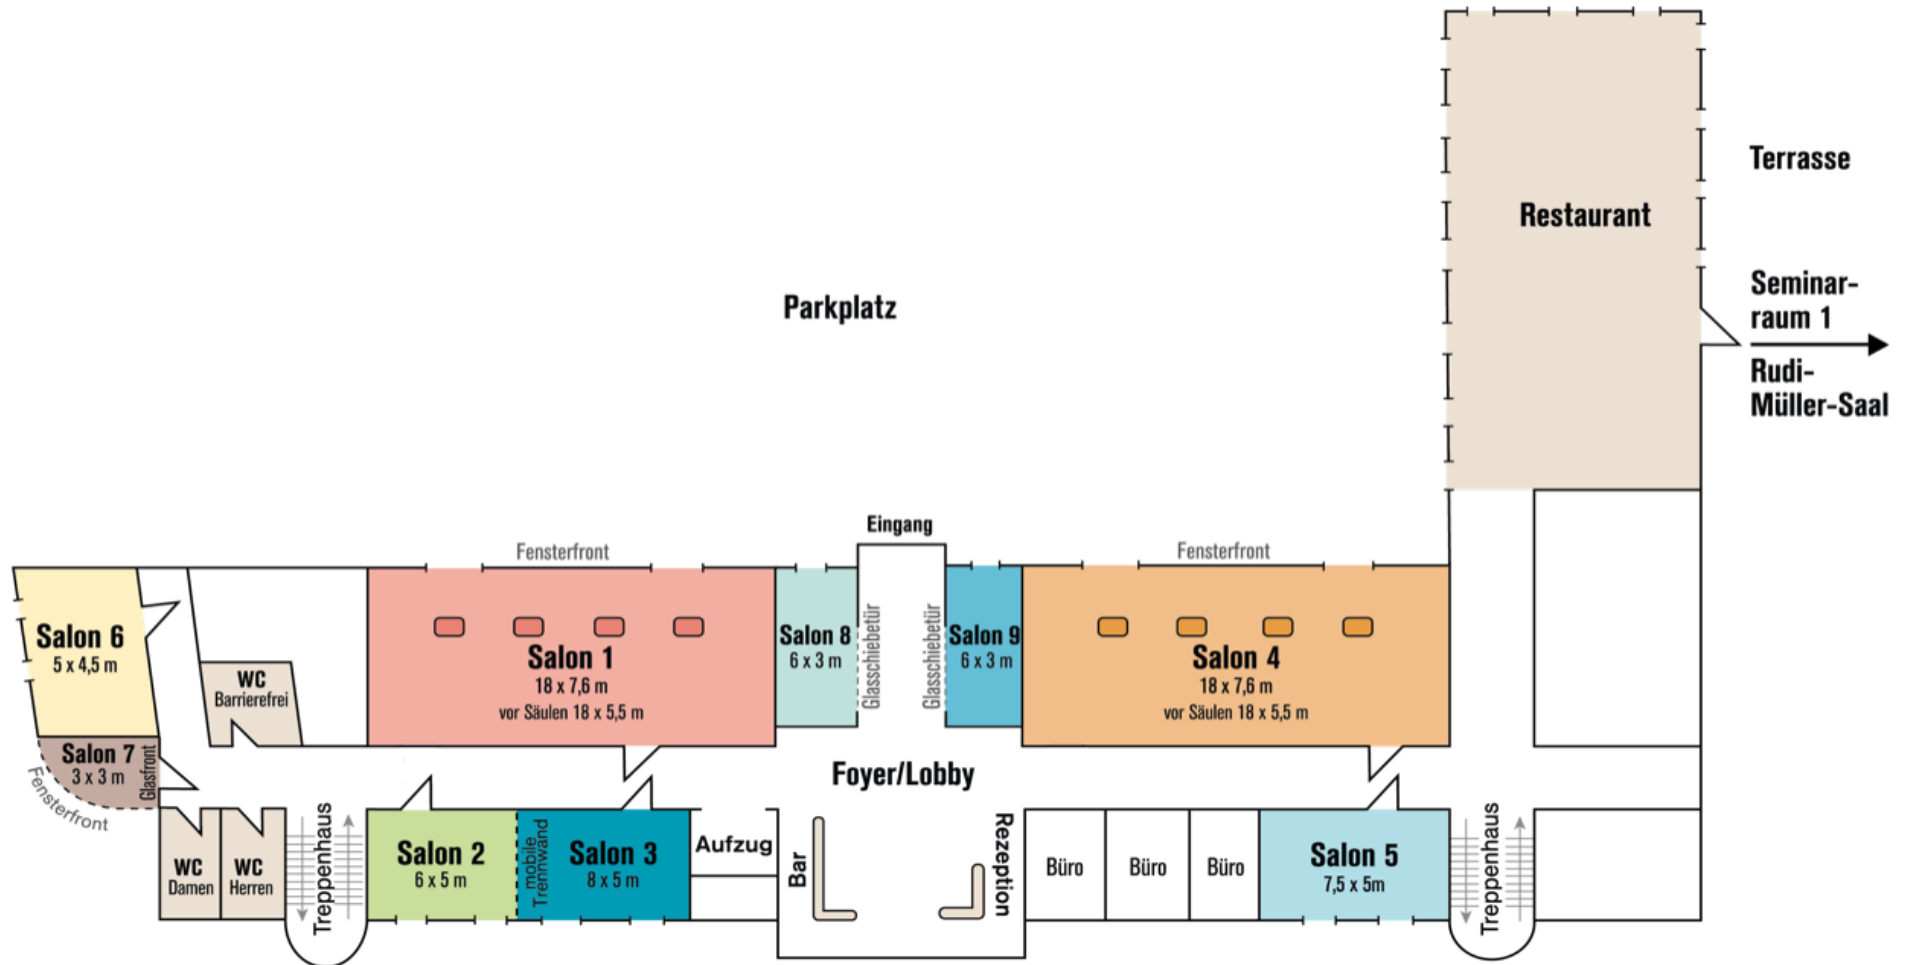 Terrasse
Restaurant
Seminar-
raum 1
Rudi-
Müller-Saal
Parkplatz
Eingang
Fensterfront
Fensterfront
Salon 6
5 x 4,5 m
WC
Barrierefrei
Salon 1
18 x 7,6 m
vor Säulen 18 x 5,5 m
Salon 8
6 x 3 m
Glasschiebetür
Glasschiebetür
Salon 9
6 x 3 m
Salon 4
18 x 7,6 m
vor Säulen 18 x 5,5 m
Salon 7
3 x 3 m
Glasfront
Fensterfront
Foyer/Lobby
WC
Damen
WC
Herren
Treppenhaus
Salon 2
6 x 5 m
mobile
Trennwand
Salon 3
8 x 5 m
Aufzug
Bar
Rezeption
Büro
Büro
Büro
Salon 5
7,5 x 5m
Treppenhaus